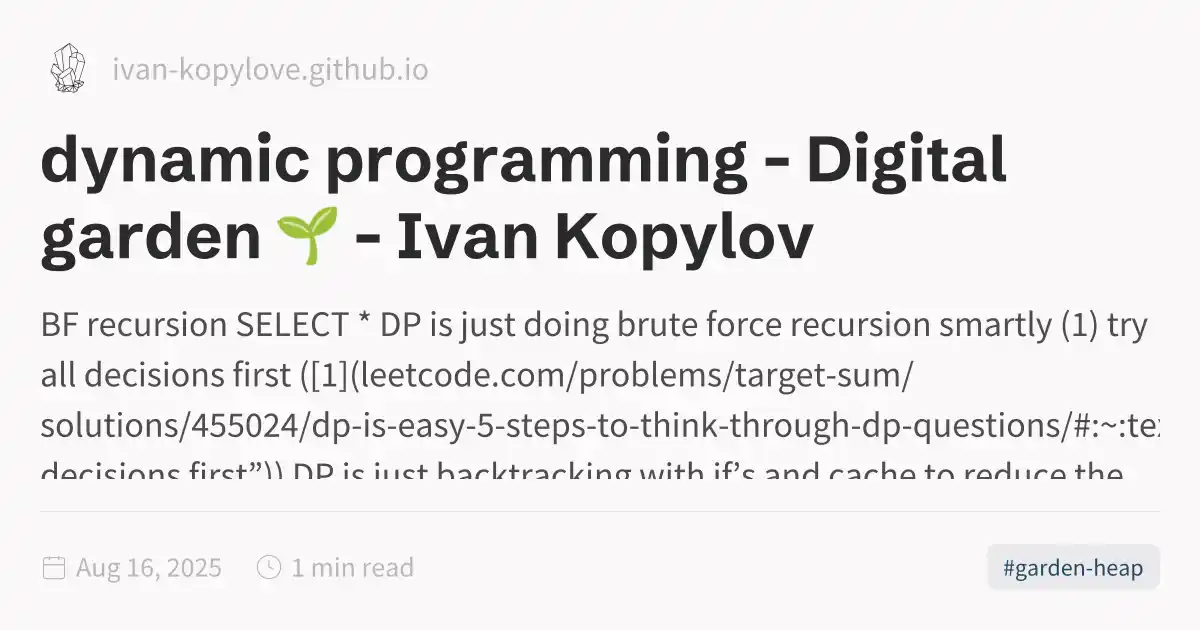 ivan-kopylove.github.io
dynamic programming - Digital
garden 🌱 - Ivan Kopylov
BF recursion SELECT * DP is just doing brute force recursion smartly (1) try
all decisions first ([1](leetcode.com/problems/target-sum/
solutions/455024/dp-is-easy-5-steps-to-think-through-dp-questions/#:~:te
decisions first”)) DP is just backtracking with if’s and cache to reduce the
Aug 16, 2025
1 min read
#garden-heap